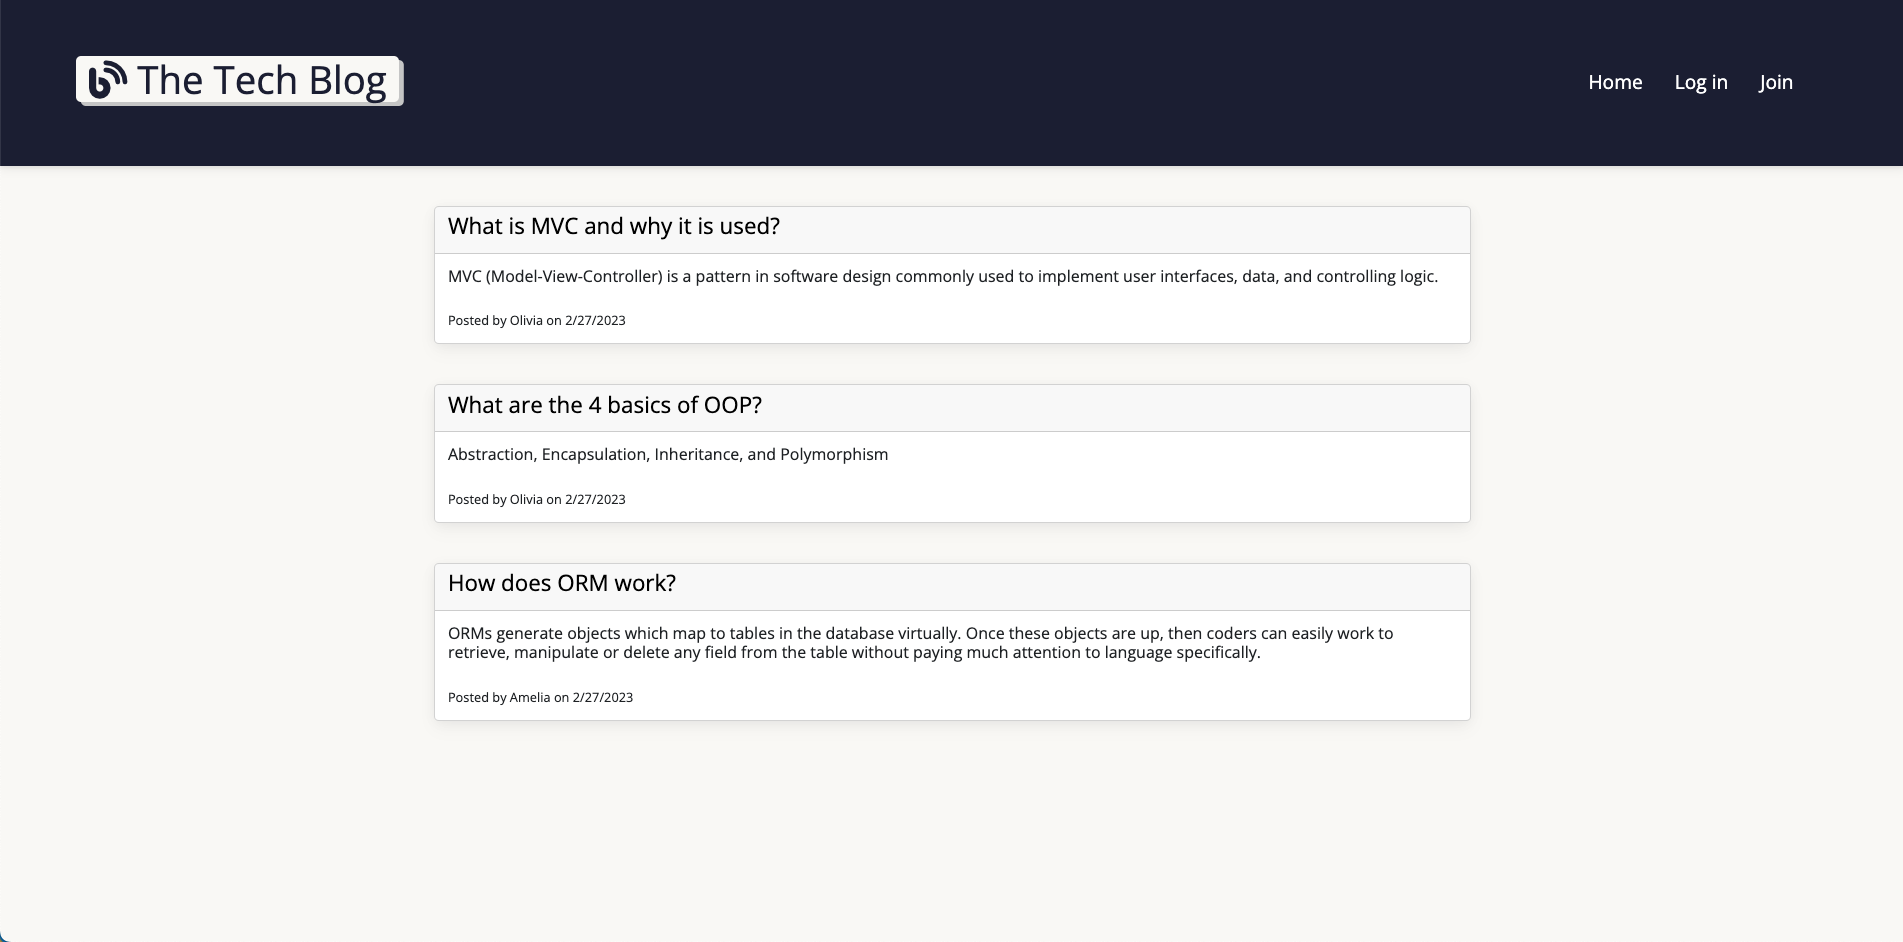 The Tech Blog
Home Log in Join
What is MVC and why it is used?
MVC (Model-View-Controller) is a pattern in software design commonly used to implement user interfaces, data, and controlling logic.
Posted by Olivia on 2/27/2023
What are the 4 basics of OOP?
Abstraction, Encapsulation, Inheritance, and Polymorphism
Posted by Olivia on 2/27/2023
How does ORM work?
ORMs generate objects which map to tables in the database virtually. Once these objects are up, then coders can easily work to
retrieve, manipulate or delete any field from the table without paying much attention to language specifically.
Posted by Amelia on 2/27/2023